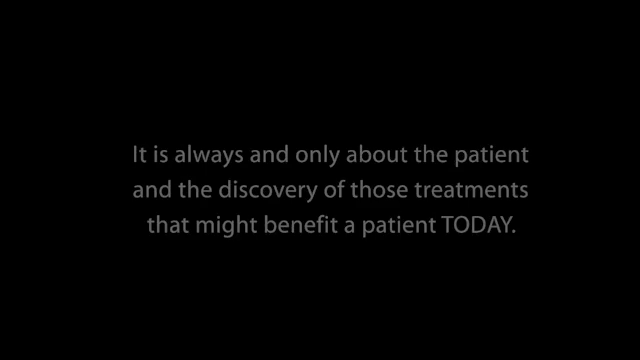 It is always and only about the patient
and the discovery of those treatments
that might benefit a patient TODAY.